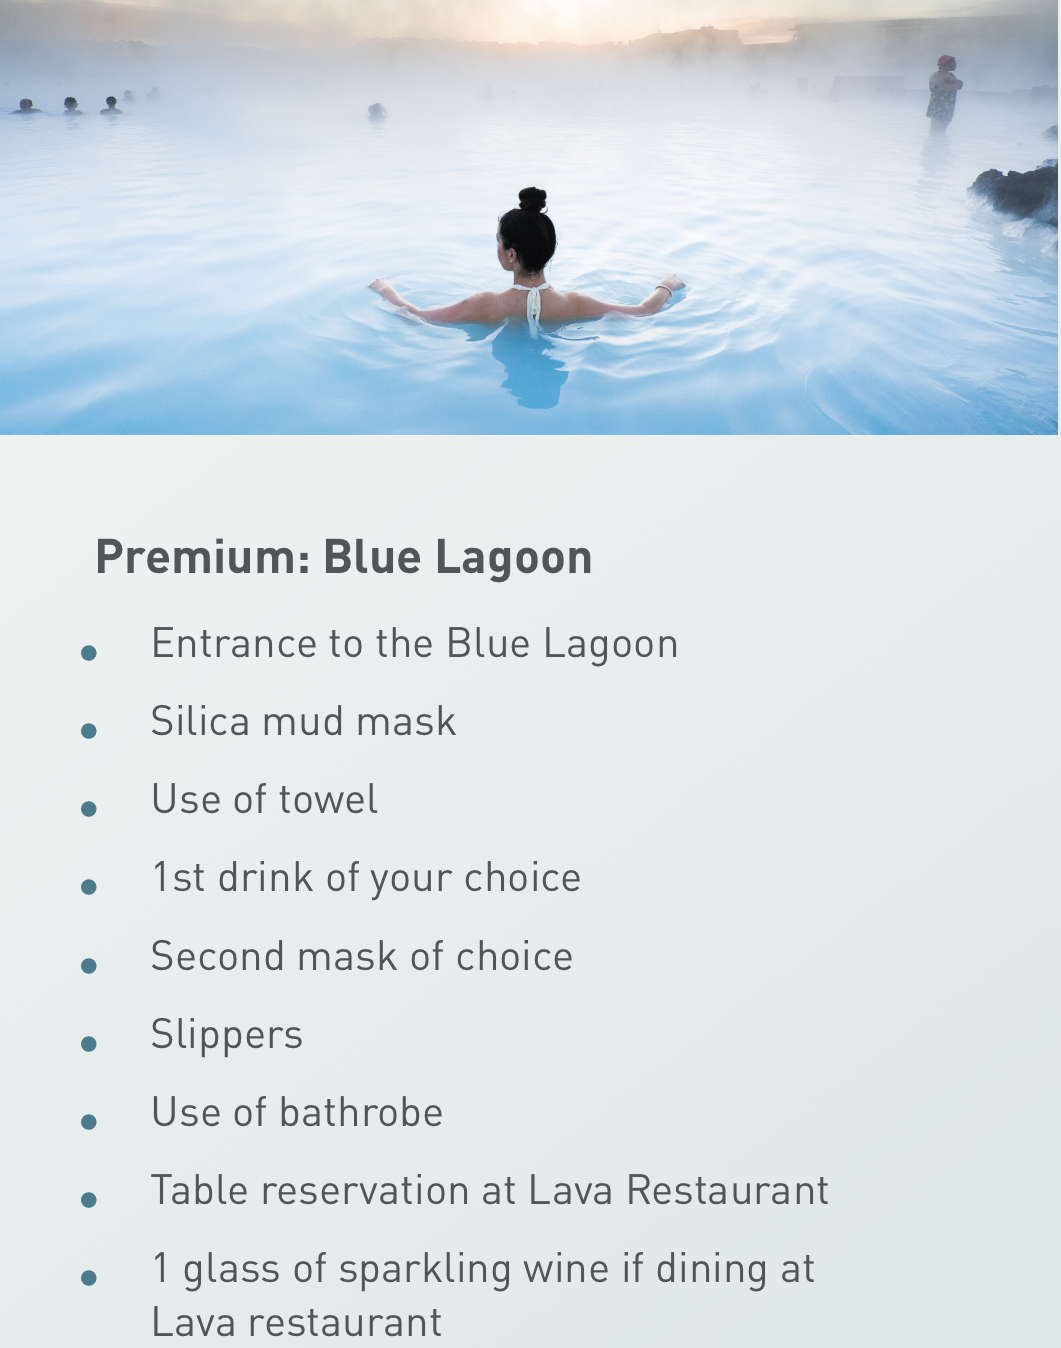 Premium: Blue Lagoon
Entrance to the Blue Lagoon
Silica mud mask
Use of towel
1st drink of your choice
Second mask of choice
Slippers
Use of bathrobe
Table reservation at Lava Restaurant
1 glass of sparkling wine if dining at
Lava restaurant